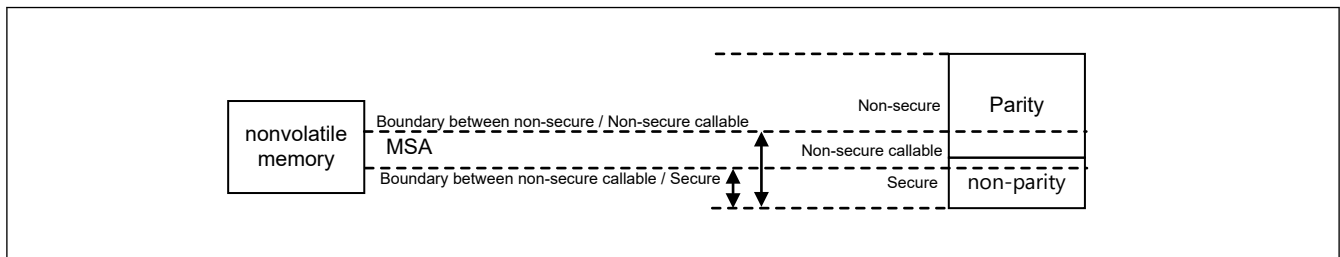 nonvolatile
memory
Boundary between non-secure / Non-secure callable
MSA
Boundary between non-secure callable / Secure
Non-secure
Non-secure callable
Secure
Parity
non-parity